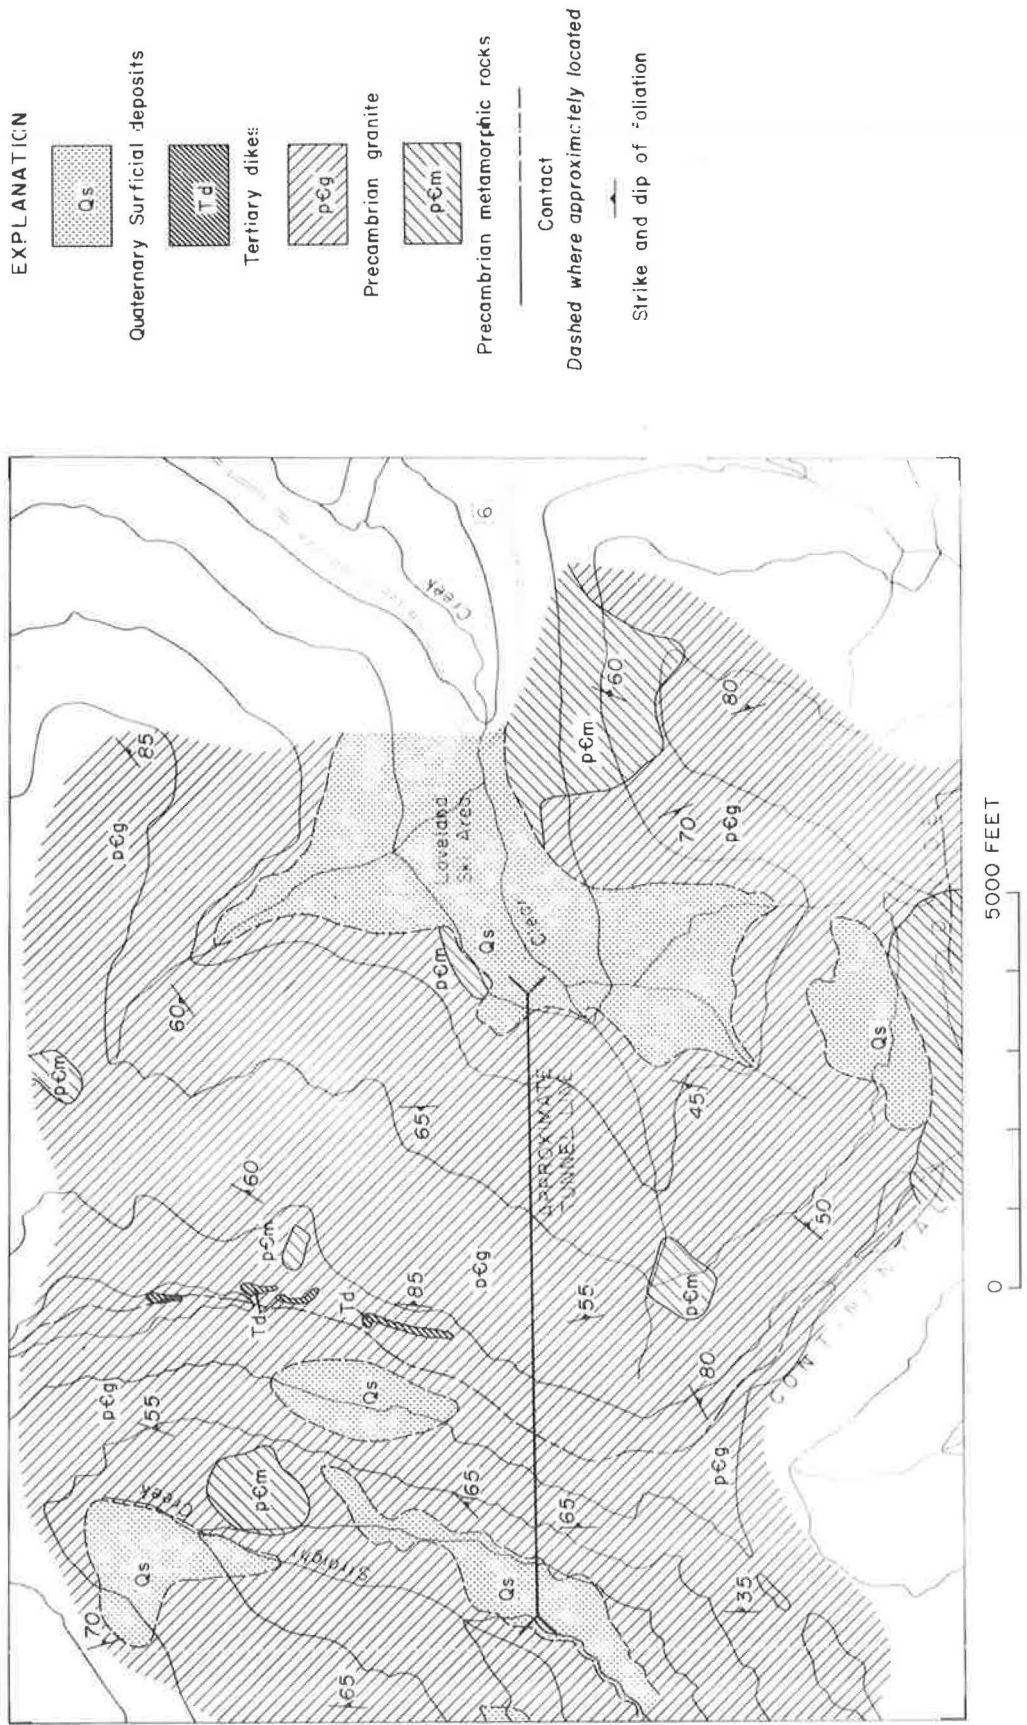 EXPLANATION
Qs
Quaternary Surficial deposits
Td
Tertiary dikes
p€g
Precambrian granite
p€m
Precambrian metamorphic rocks
Contact
Dashed where approximately located
Strike and dip of foliation
70
Qs
Creek
p€g
55
p€m
Straight
65
Qs
65
65
35
Qs
Td
Td
85
p€m
60
p€g
55
p€m
80
p€g
50
CONTINENTAL
p€m
60
65
45
APPROXIMATE
TUNNEL LINE
p€g
85
p€m
Qs
Clear
Loveland
Ski Area
Qs
p€m
60
70
p€g
80
Creek
6
0
5000 FEET